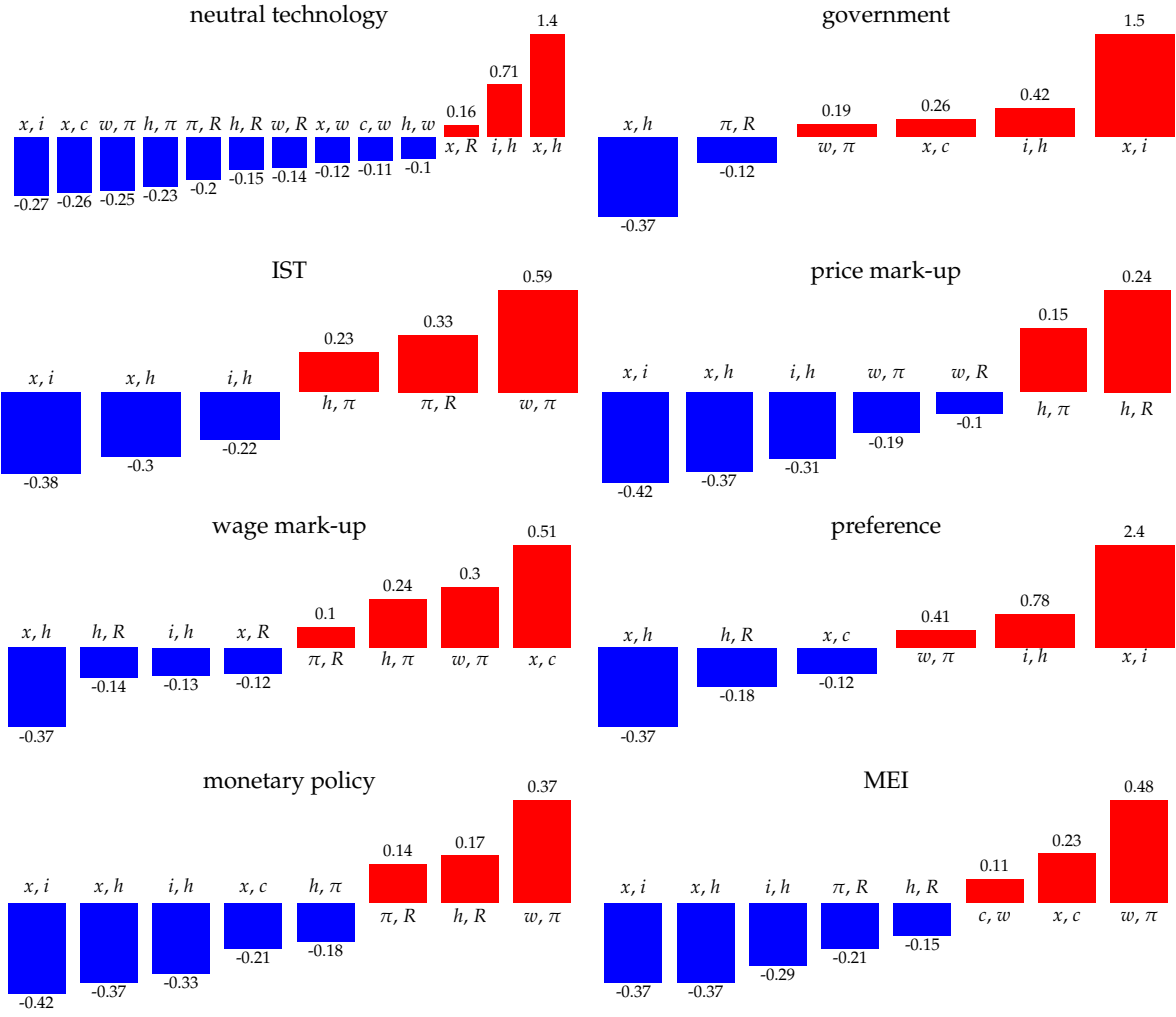 neutral technology
1.4
0.71
0.16
x, i x, c w, π h, π π, R h, R w, R x, w c, w h, w
x, R i, h x, h
-0.27 -0.26 -0.25 -0.23 -0.2 -0.15 -0.14 -0.12 -0.11 -0.1
government
1.5
0.42
0.26
0.19
x, h π, R
w, π x, c i, h x, i
-0.12
-0.37
IST
0.59
0.33
0.23
x, i x, h i, h
h, π π, R w, π
-0.38 -0.3 -0.22
price mark-up
0.24
0.15
x, i x, h i, h w, π w, R
h, π h, R
-0.42 -0.37 -0.31 -0.19 -0.1
wage mark-up
0.51
0.3
0.24
0.1
x, h h, R i, h x, R
π, R h, π w, π x, c
-0.37 -0.14 -0.13 -0.12
preference
2.4
0.78
0.41
x, h h, R x, c
w, π i, h x, i
-0.37 -0.18 -0.12
monetary policy
0.37
0.17
0.14
x, i x, h i, h x, c h, π
π, R h, R w, π
-0.42 -0.37 -0.33 -0.21 -0.18
MEI
0.48
0.23
0.11
x, i x, h i, h π, R h, R
c, w x, c w, π
-0.37 -0.37 -0.29 -0.21 -0.15